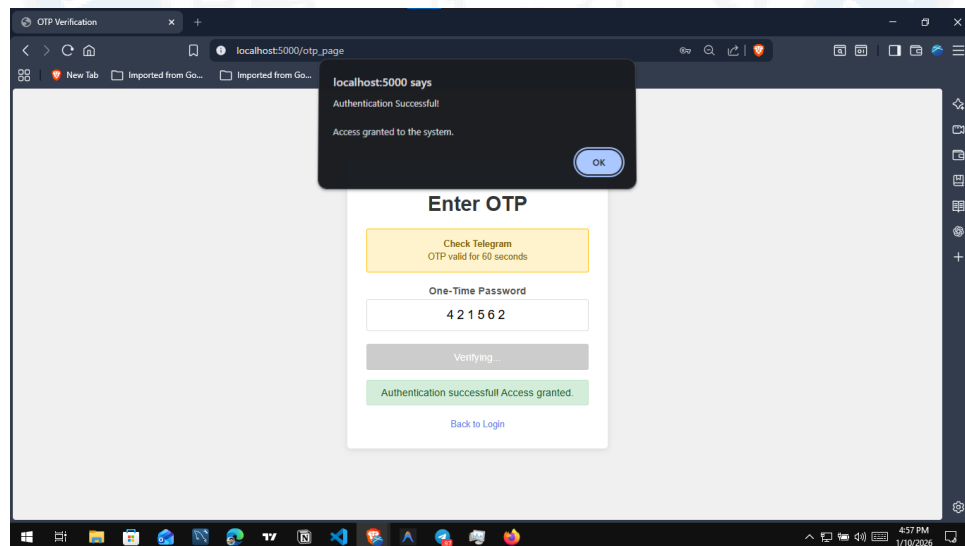 OTP Verification
localhost:5000/otp_page
New Tab
Imported from Go...
Imported from Go...
localhost:5000 says
Authentication Successful!
Access granted to the system.
OK
Enter OTP
Check Telegram
OTP valid for 60 seconds
One-Time Password
421562
Verifying...
Authentication successful! Access granted.
Back to Login
4:57 PM
1/10/2026